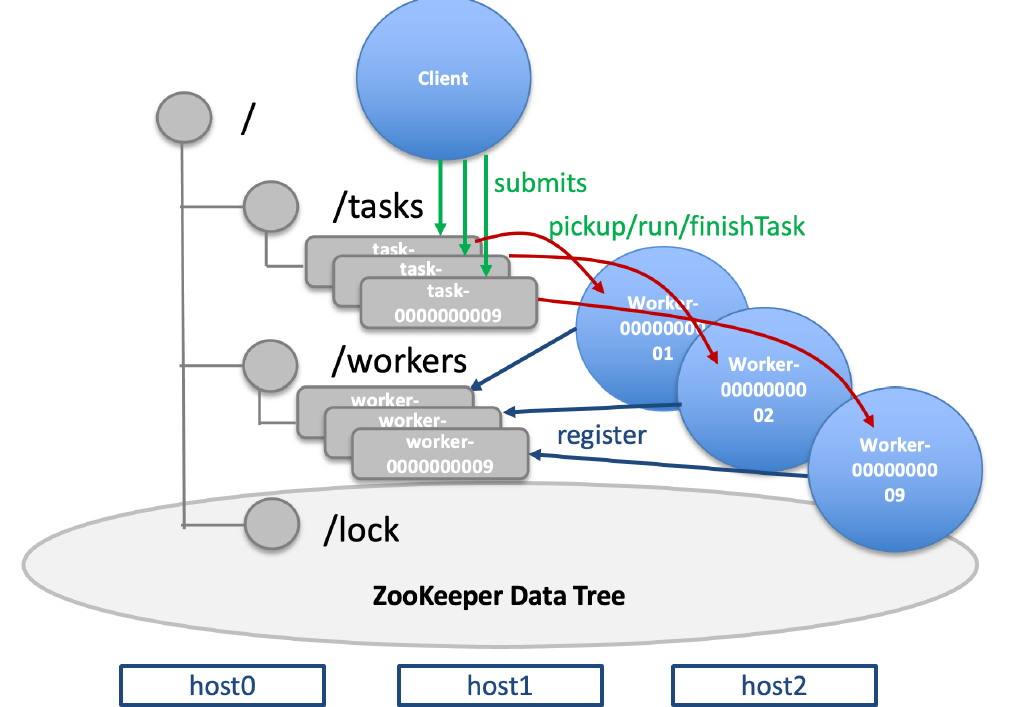 Client
/
submits
/tasks
pickup/run/finishTask
task-
task-
task-
0000000009
Worker-
00000000
01
/workers
Worker-
00000000
02
worker-
worker-
register
worker-
0000000009
Worker-
00000000
09
/lock
ZooKeeper Data Tree
host0
host1
host2